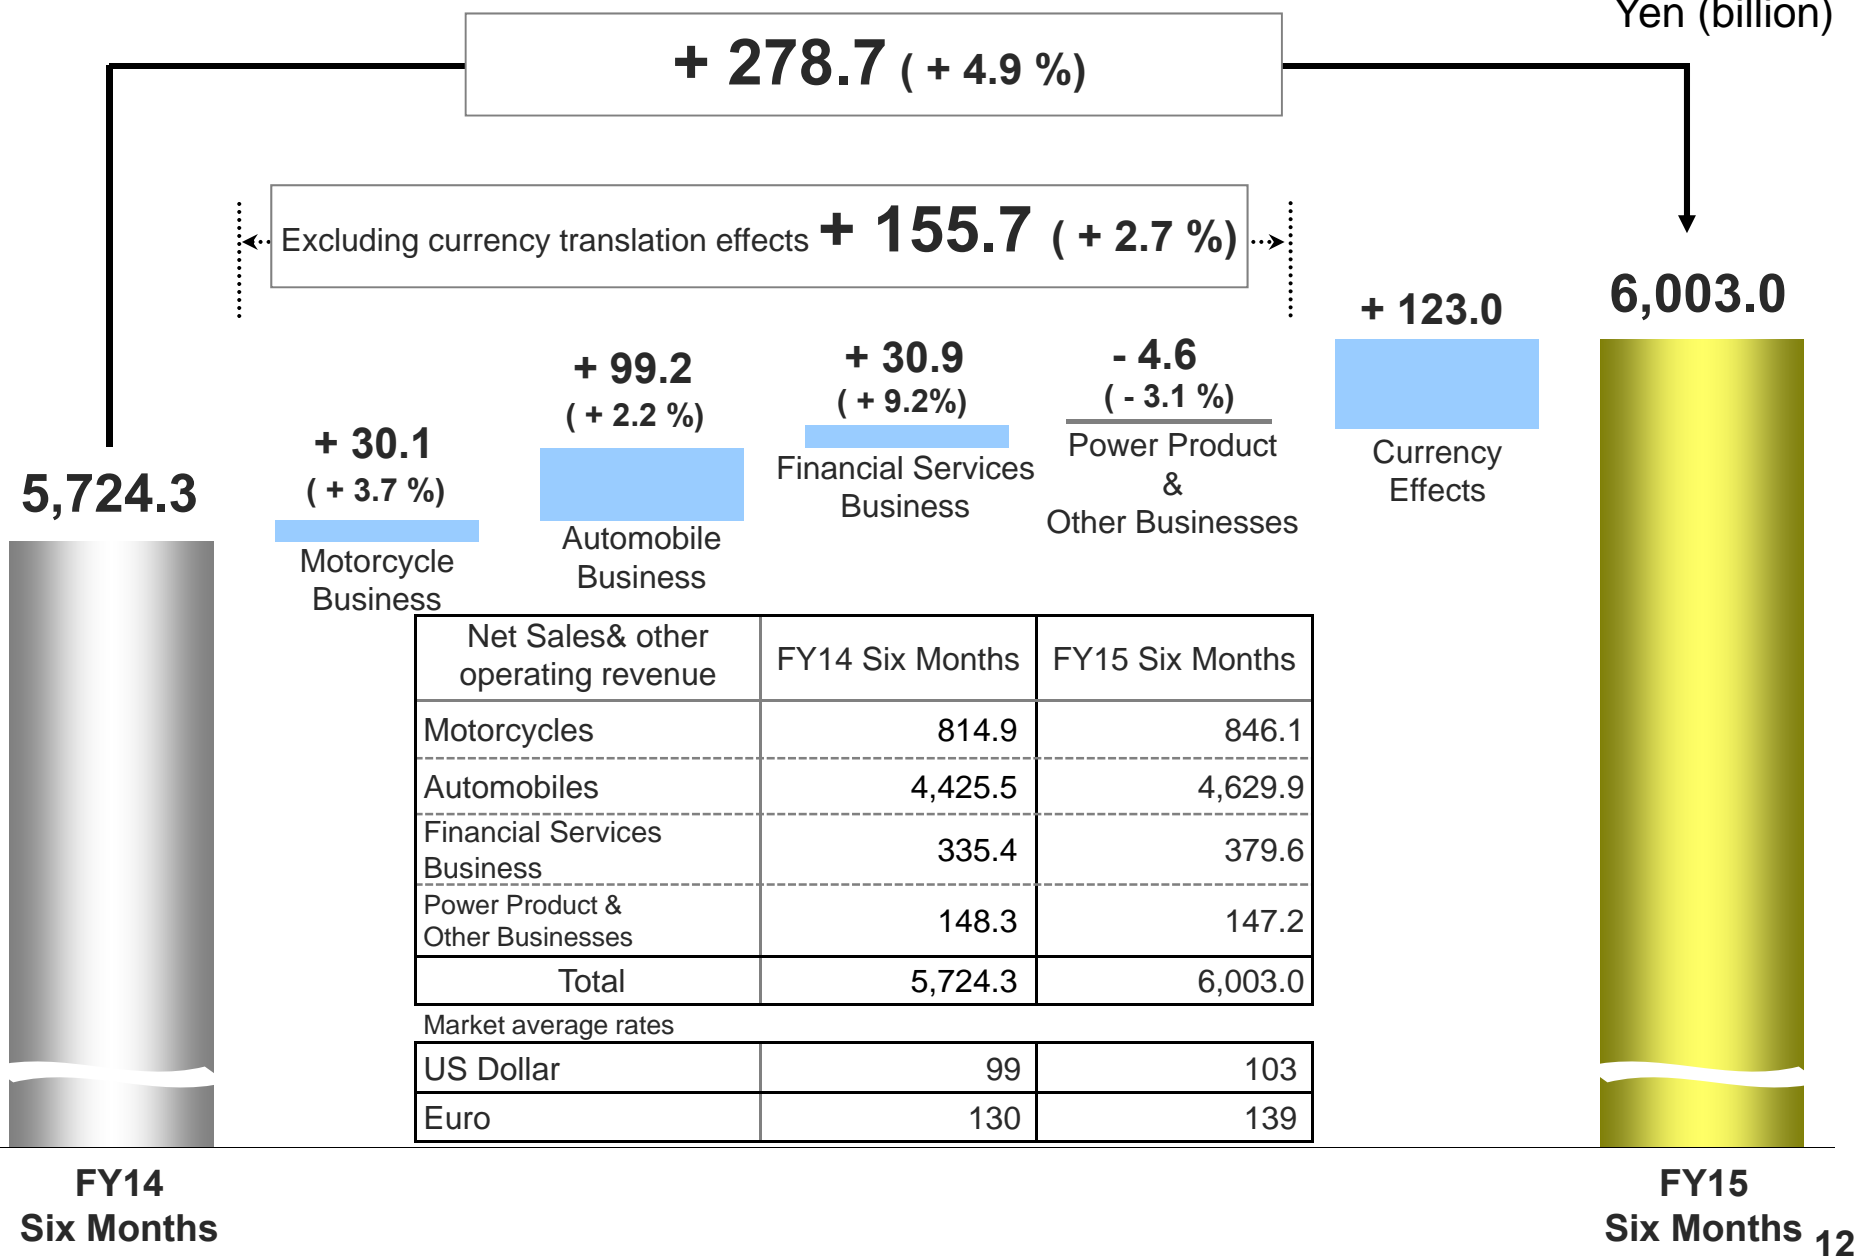 Yen (billion)
+ 278.7 ( + 4.9 %)
Excluding currency translation effects + 155.7 ( + 2.7 %)
5,724.3
+ 30.1
( + 3.7 %)
Motorcycle
Business
+ 99.2
( + 2.2 %)
Automobile
Business
+ 30.9
( + 9.2%)
Financial Services
Business
- 4.6
( - 3.1 %)
Power Product
&
Other Businesses
+ 123.0
Currency
Effects
6,003.0
Net Sales& other
operating revenue
FY14 Six Months
FY15 Six Months
Motorcycles 814.9 846.1
Automobiles 4,425.5 4,629.9
Financial Services
Business
335.4 379.6
Power Product &
Other Businesses
148.3 147.2
Total 5,724.3 6,003.0
Market average rates
US Dollar 99 103
Euro 130 139
FY14
Six Months
FY15
Six Months
12